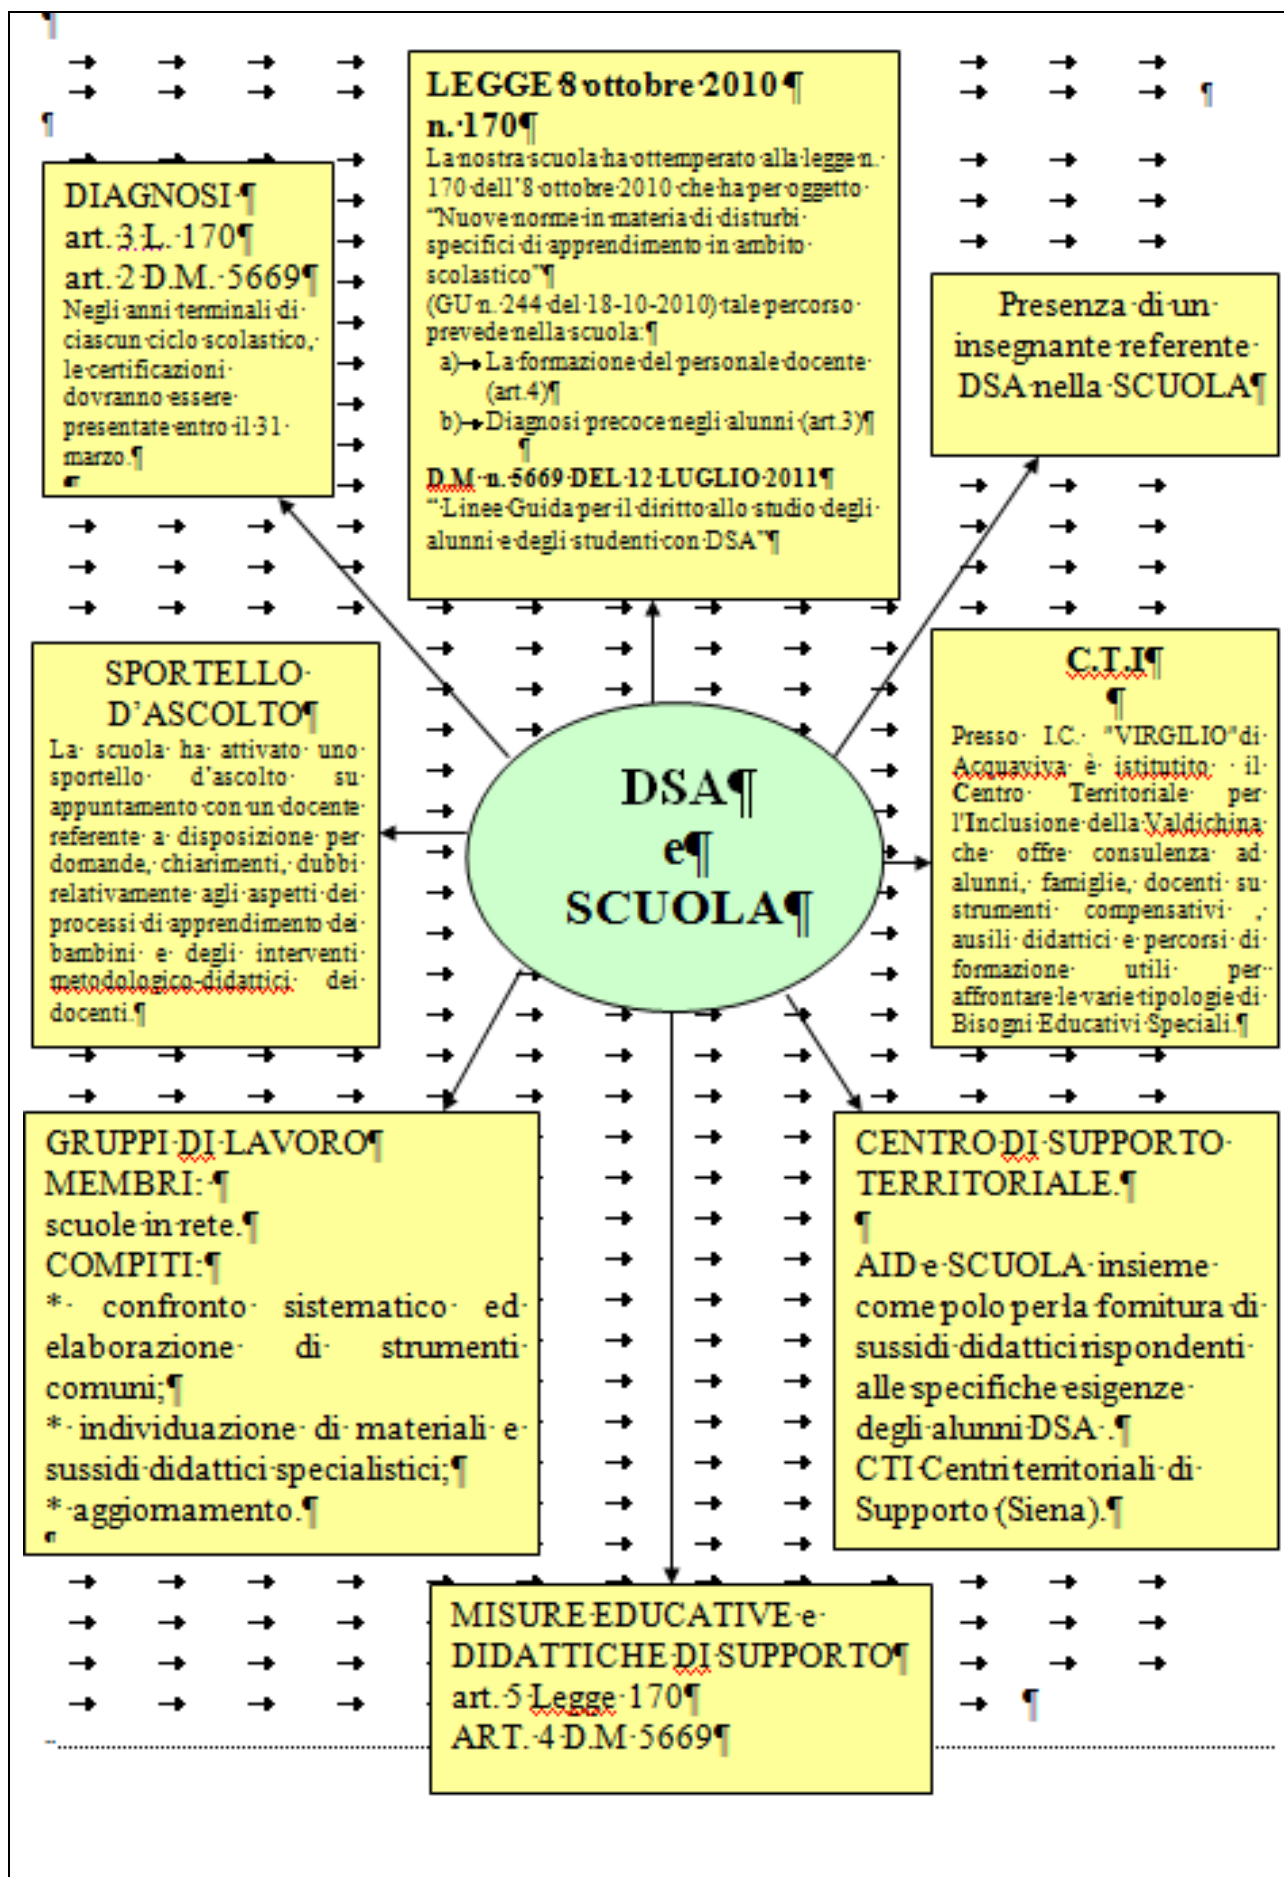 LEGGE 8 ottobre 2010
n. 170
La nostra scuola ha ottemperato alla legge n.
170 dell'8 ottobre 2010 che ha per oggetto
"Nuove norme in materia di disturbi
specifici di apprendimento in ambito
scolastico"
(GU n. 244 del 18-10-2010) tale percorso
prevede nella scuola:
a) La formazione del personale docente
(art.4)
b) Diagnosi precoce negli alunni (art.3)
D.M n. 5669 DEL 12 LUGLIO 2011
" Linee Guida per il diritto allo studio degli
alunni e degli studenti con DSA"
DIAGNOSI
art. 3 L. 170
art. 2 D.M. 5669
Negli anni terminali di
ciascun ciclo scolastico,
le certificazioni
dovranno essere
presentate entro il 31
marzo.
Presenza di un
insegnante referente
DSA nella SCUOLA
SPORTELLO
D'ASCOLTO
La scuola ha attivato uno
sportello d'ascolto su
appuntamento con un docente
referente a disposizione per
domande, chiarimenti, dubbi
relativamente agli aspetti dei
processi di apprendimento dei
bambini e degli interventi
metodologico-didattici dei
docenti.
DSA
e
SCUOLA
C.T.I
Presso I.C. "VIRGILIO"di
Acquaviva è istitutito il
Centro Territoriale per
l'Inclusione della Valdichina
che offre consulenza ad
alunni, famiglie, docenti su
strumenti compensativi ,
ausili didattici e percorsi di
formazione utili per
affrontare le varie tipologie di
Bisogni Educativi Speciali.
GRUPPI DI LAVORO
MEMBRI:
scuole in rete.
COMPITI:
* confronto sistematico ed
elaborazione di strumenti
comuni;
* individuazione di materiali e
sussidi didattici specialistici;
* aggiornamento.
CENTRO DI SUPPORTO
TERRITORIALE.
AID e SCUOLA insieme
come polo per la fornitura di
sussidi didattici rispondenti
alle specifiche esigenze
degli alunni DSA .
CTI Centri territoriali di
Supporto (Siena).
MISURE EDUCATIVE e
DIDATTICHE DI SUPPORTO
art. 5 Legge 170
ART. 4 D.M 5669